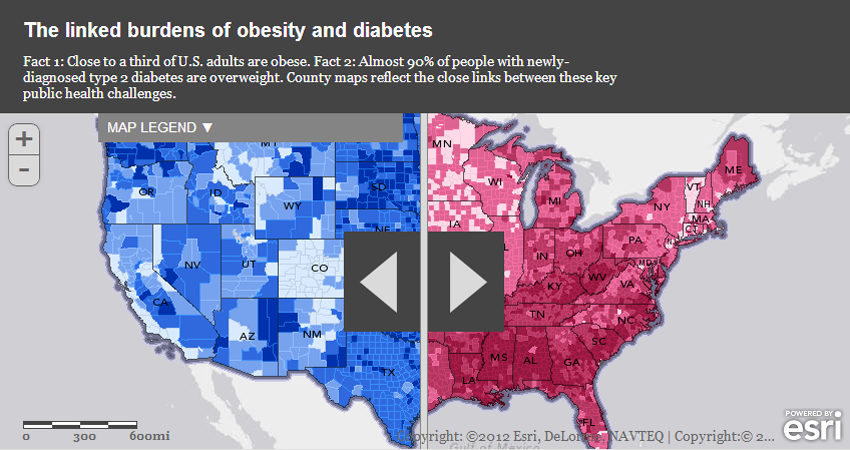 The linked burdens of obesity and diabetes
Fact 1: Close to a third of U.S. adults are obese. Fact 2: Almost 90% of people with newly-
diagnosed type 2 diabetes are overweight. County maps reflect the close links between these key
public health challenges.
+
-
MAP LEGEND ▼
MT
MN
ME
OR
ID
SD
WI
VT
NH
WY
MI
NY
MA
CT
IA
NE
PA
NV
UT
CO
IN
OH
MD
WV
VA
CA
KY
AZ
NM
TN
NC
SC
TX
LA
MS
AL
GA
FL
0 300 600mi
Copyright: ©2012 Esri, DeLorme, NAVTEQ | Copyright:© 2...
Gulf of Mexico
POWERED BY
esri